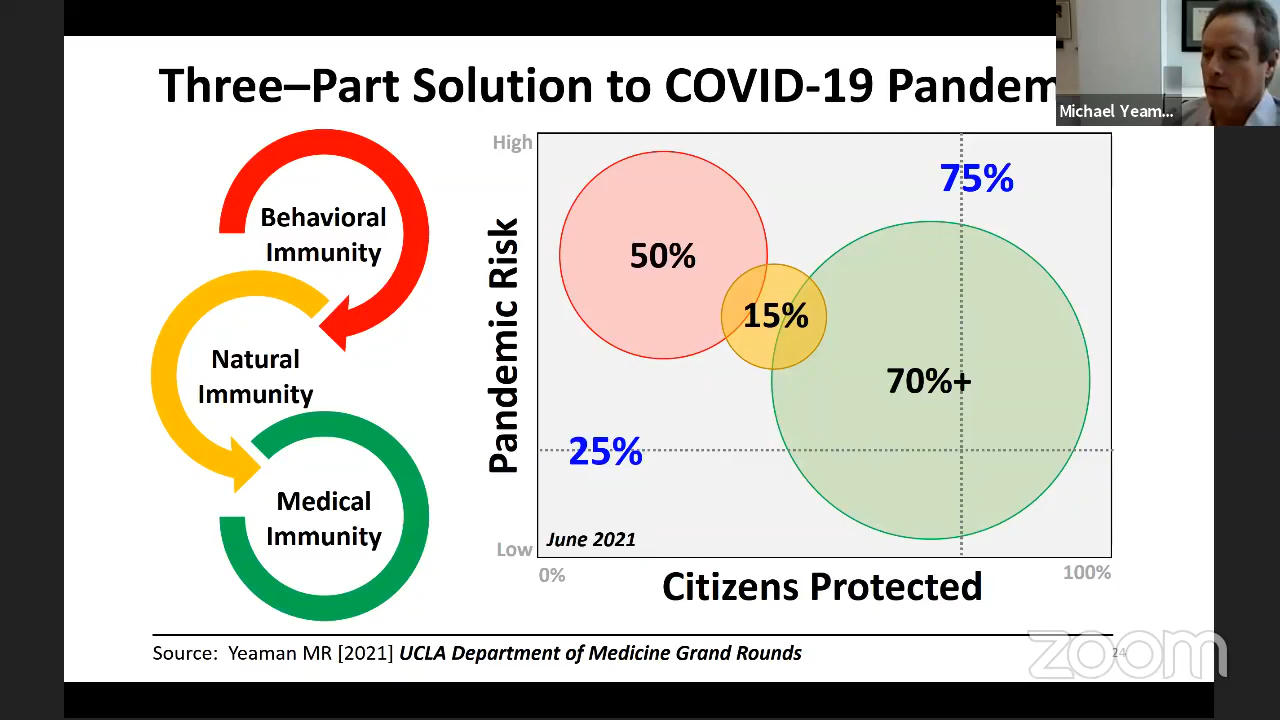 Three–Part Solution to COVID-19 Pandem
Michael Yeam...
Behavioral
Immunity
Natural
Immunity
Medical
Immunity
High
Pandemic Risk
Low
75%
50%
15%
70%+
25%
June 2021
0%
100%
Citizens Protected
Source: Yeaman MR [2021] UCLA Department of Medicine Grand Rounds
24
zoom